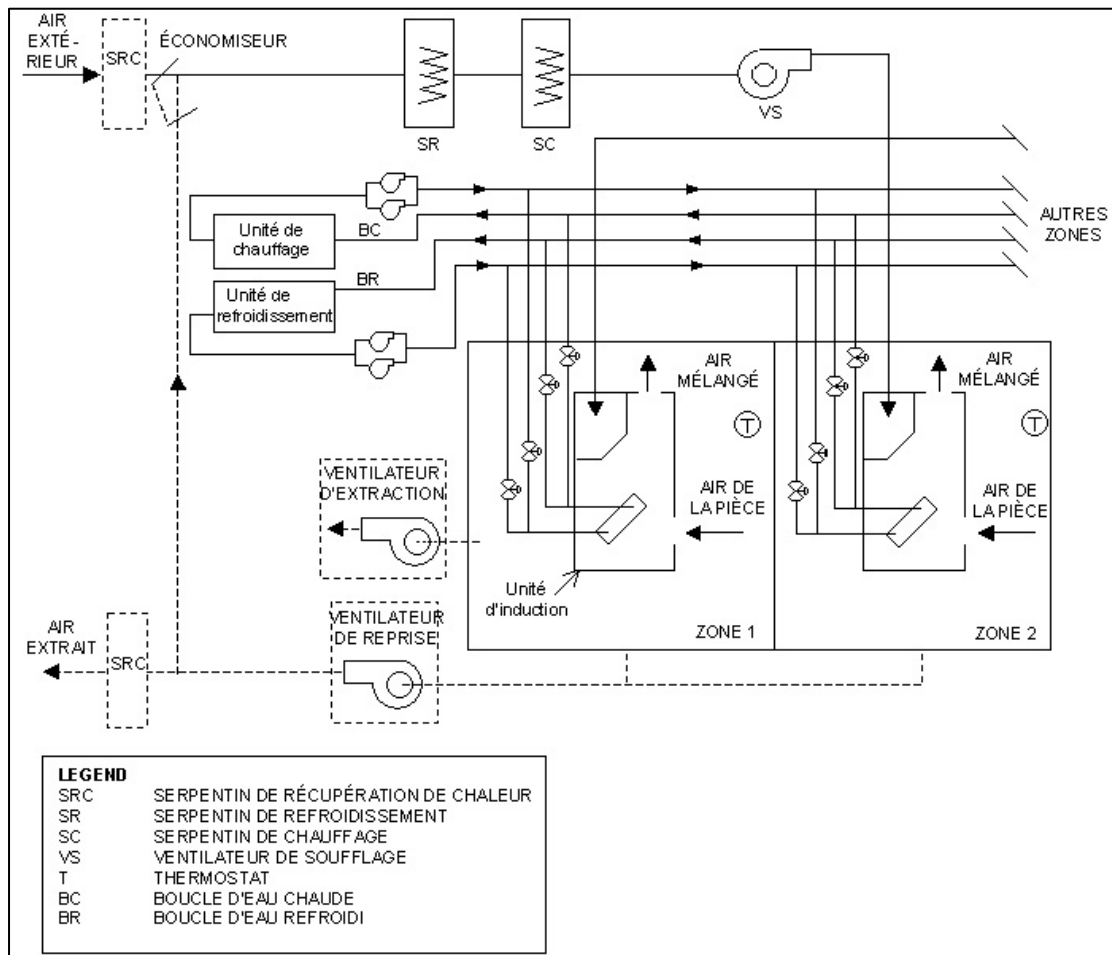 AIR
EXTÉ-
RIEUR
SRC
ÉCONOMISEUR
SR
SC
VS
Unité de
chauffage
BC
BR
Unité de
refroidissement
AUTRES
ZONES
AIR
MÉLANGÉ
T
AIR DE
LA PIÈCE
Unité
d'induction
ZONE 1
AIR
MÉLANGÉ
T
AIR DE
LA PIÈCE
ZONE 2
VENTILATEUR
D'EXTRACTION
VENTILATEUR
DE REPRISE
AIR
EXTRAIT
SRC
LEGEND
SRC SERPENTIN DE RÉCUPÉRATION DE CHALEUR
SR SERPENTIN DE REFROIDISSEMENT
SC SERPENTIN DE CHAUFFAGE
VS VENTILATEUR DE SOUFFLAGE
T THERMOSTAT
BC BOUCLE D'EAU CHAUDE
BR BOUCLE D'EAU REFROIDI